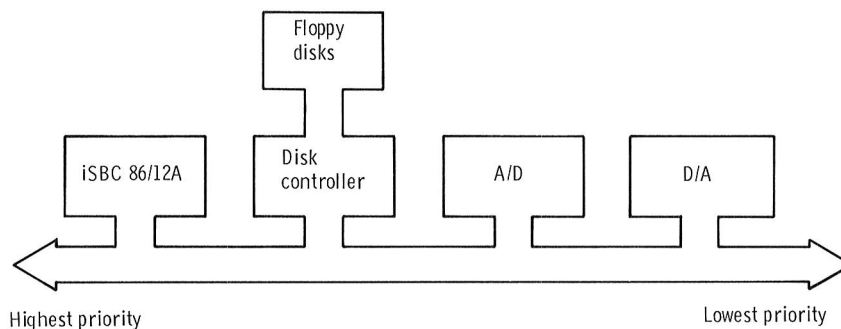 Floppy
disks
iSBC 86/12A
Disk
controller
A/D
D/A
Highest priority
Lowest priority